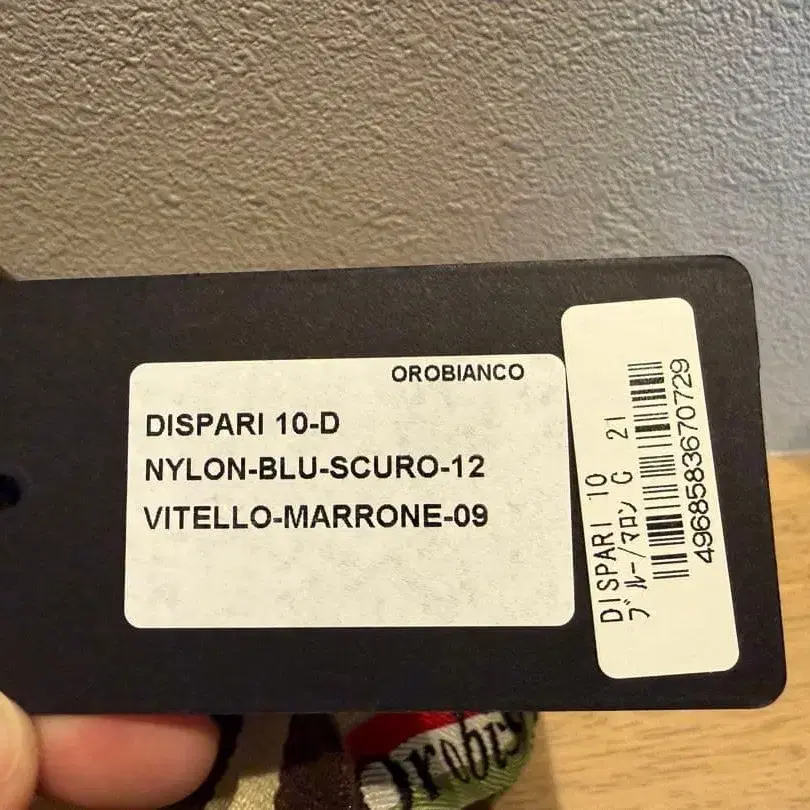 OROBIANCO
DISPARI 10-D
NYLON-BLU-SCURO-12
VITELLO-MARRONE-09
DISPARI 10
ブルー/マロン C 21
4968583670729